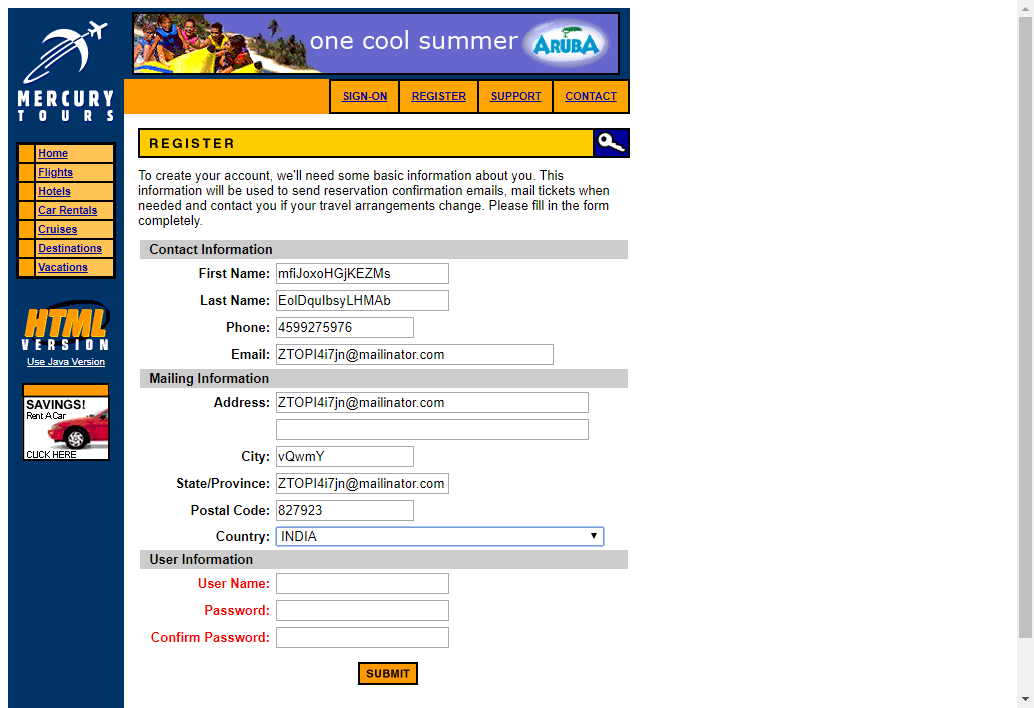 one cool summer ARUBA
MERCURY
TOURS
SIGN-ON REGISTER SUPPORT CONTACT
Home
Flights
Hotels
Car Rentals
Cruises
Destinations
Vacations
HTML
VERSION
Use Java Version
SAVINGS!
Rent A Car
CLICK HERE
REGISTER
To create your account, we'll need some basic information about you. This
information will be used to send reservation confirmation emails, mail tickets when
needed and contact you if your travel arrangements change. Please fill in the form
completely.
Contact Information
First Name: mfiJoxoHGjKEZMs
Last Name: EolDqulbsyLHMAb
Phone: 4599275976
Email: ZTOPI4i7jn@mailinator.com
Mailing Information
Address: ZTOPI4i7jn@mailinator.com
City: vQwmY
State/Province: ZTOPI4i7jn@mailinator.com
Postal Code: 827923
Country: INDIA
User Information
User Name:
Password:
Confirm Password:
SUBMIT